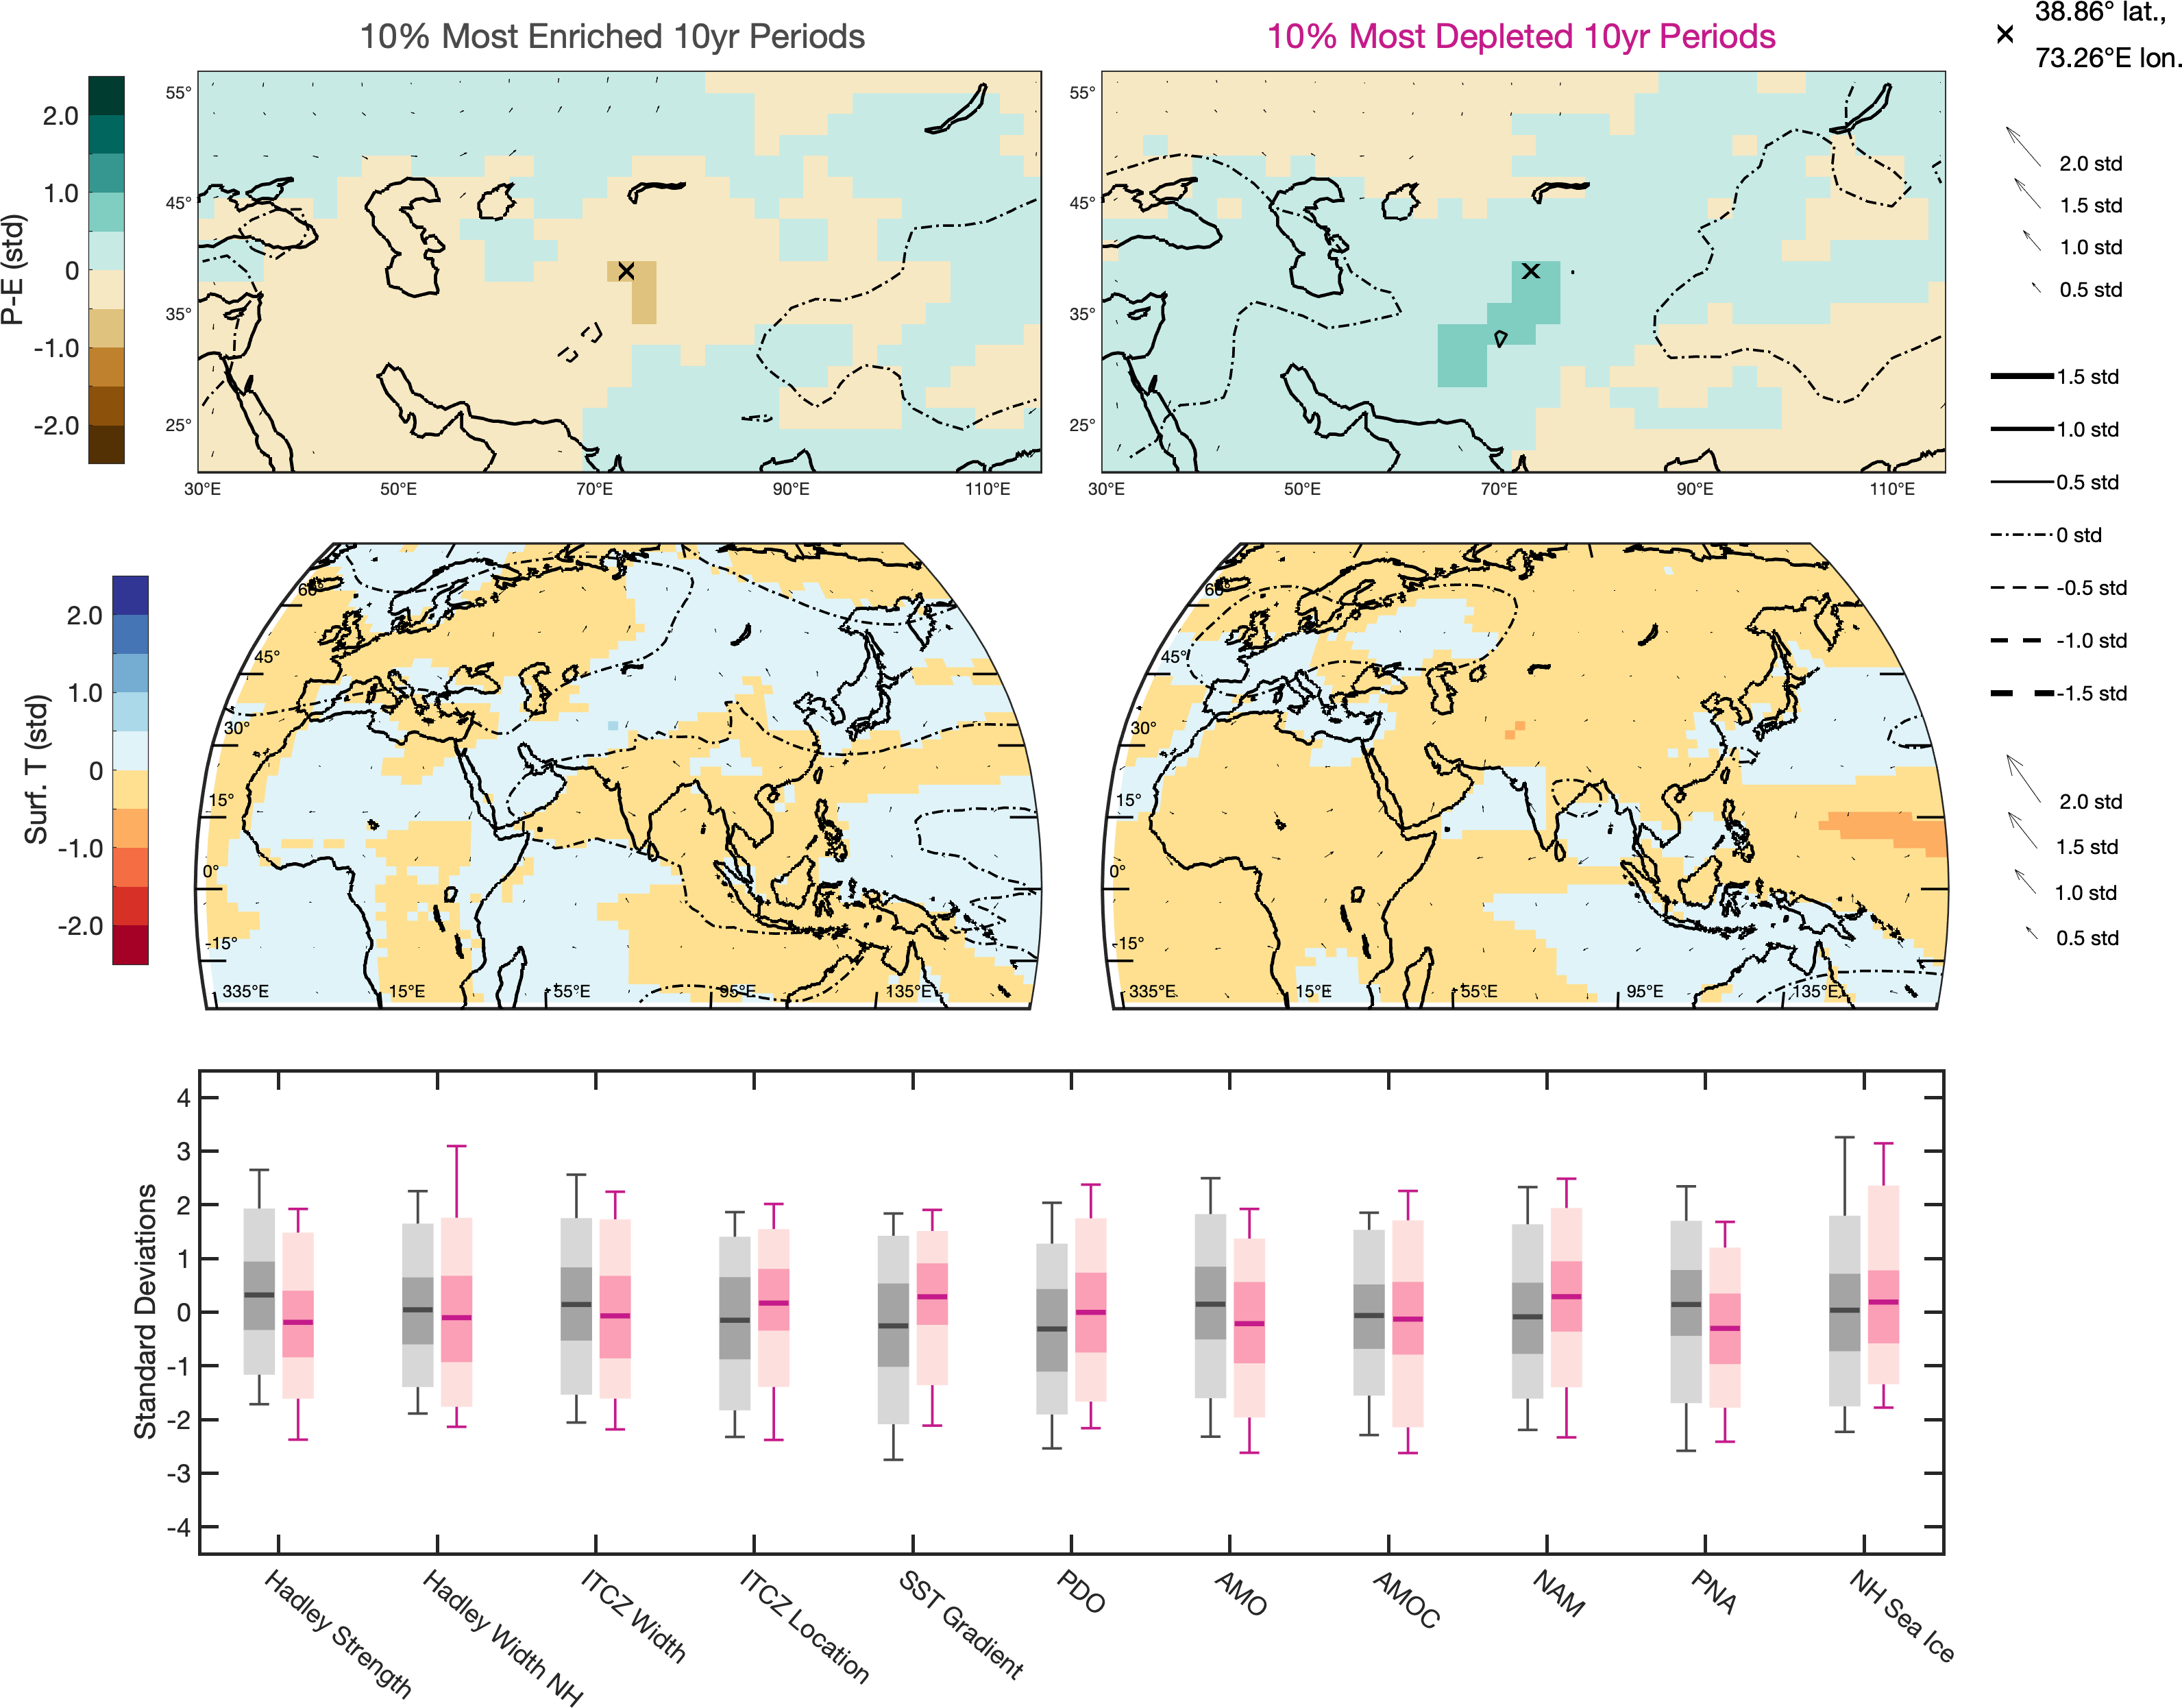 10% Most Enriched 10yr Periods
10% Most Depleted 10yr Periods
38.86° lat.,
73.26°E lon.
P-E (std)
2.0
1.0
0
-1.0
-2.0
55°
45°
35°
25°
30°E
50°E
70°E
90°E
110°E
55°
45°
35°
25°
30°E
50°E
70°E
90°E
110°E
2.0 std
1.5 std
1.0 std
0.5 std
1.5 std
1.0 std
0.5 std
0 std
-0.5 std
-1.0 std
-1.5 std
Surf. T (std)
2.0
1.0
0
-1.0
-2.0
60°
45°
30°
15°
0°
-15°
335°E
15°E
55°E
95°E
135°E
60°
45°
30°
15°
0°
-15°
335°E
15°E
55°E
95°E
135°E
2.0 std
1.5 std
1.0 std
0.5 std
Standard Deviations
4
3
2
1
0
-1
-2
-3
-4
Hadley Strength
Hadley Width NH
ITCZ Width
ITCZ Location
SST Gradient
PDO
AMO
AMOC
NAM
PNA
NH Sea Ice